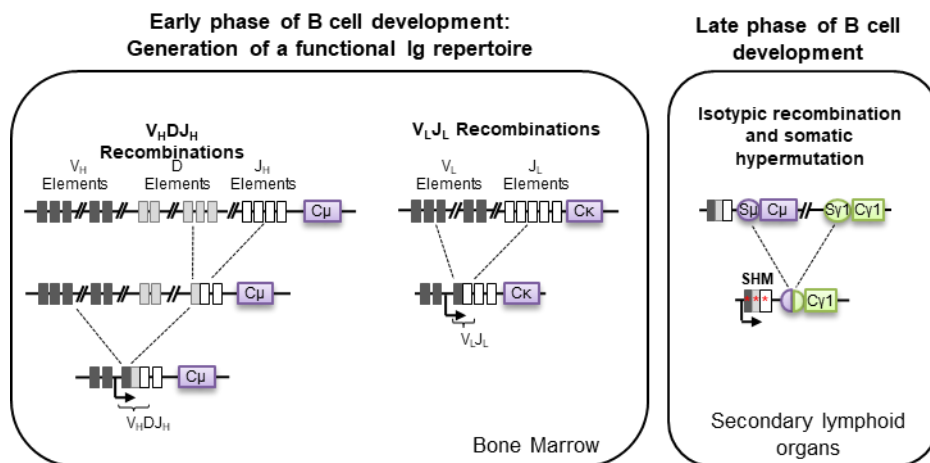 Early phase of B cell development:
Generation of a functional Ig repertoire
Late phase of B cell
development
VHDJH
Recombinations
VH
Elements
D
Elements
JH
Elements
Cμ
Cμ
VHDJH
Cμ
VLJL Recombinations
VL
Elements
JL
Elements
Cκ
Cκ
VLJL
Bone Marrow
Isotypic recombination
and somatic
hypermutation
Sμ Cμ Sγ1 Cγ1
SHM
***
Cγ1
Secondary lymphoid
organs